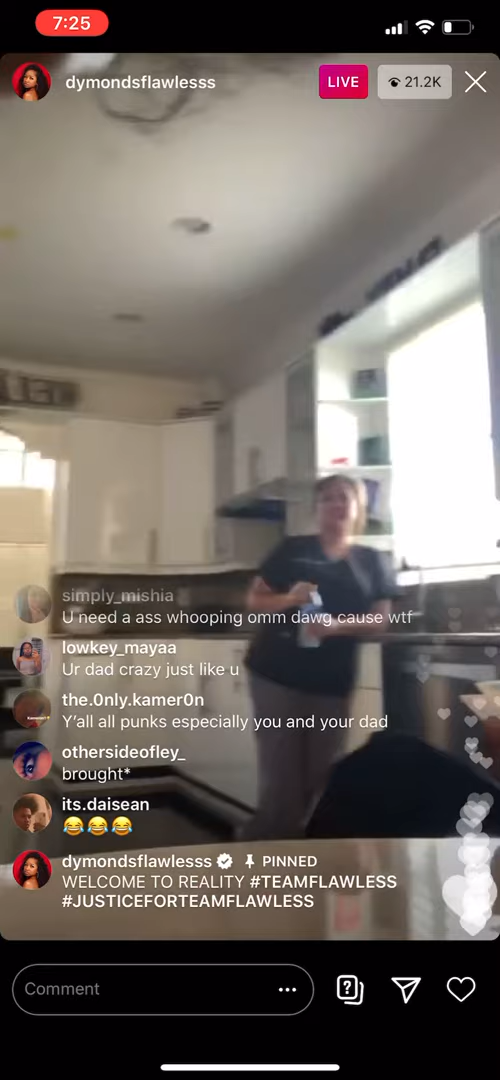 7:25
dymondsflawlesss
LIVE
21.2K
simply_mishia
U need a ass whooping omm dawg cause wtf
lowkey_mayaa
Ur dad crazy just like u
the.0nly.kamer0n
Y'all all punks especially you and your dad
othersideofley_
brought*
its.daisean
😂😂😂
dymondsflawlesss PINNED
WELCOME TO REALITY #TEAMFLAWLESS
#JUSTICEFORTEAMFLAWLESS
Comment